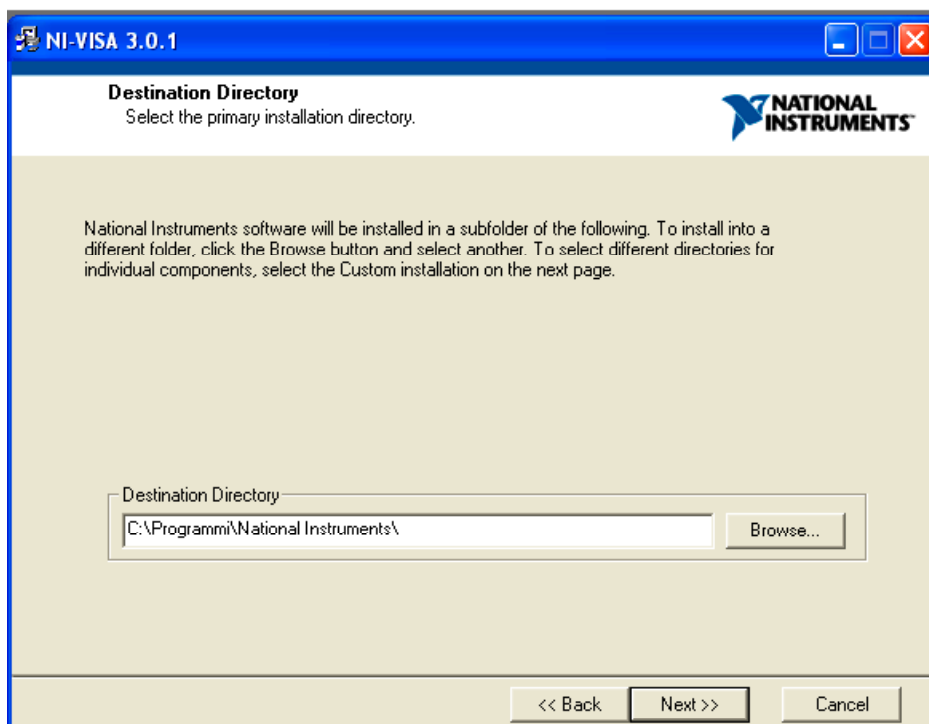 NI-VISA 3.0.1
Destination Directory
Select the primary installation directory.
NATIONAL
INSTRUMENTS™
National Instruments software will be installed in a subfolder of the following. To install into a
different folder, click the Browse button and select another. To select different directories for
individual components, select the Custom installation on the next page.
Destination Directory
C:\Programmi\National Instruments\
Browse...
<< Back
Next >>
Cancel